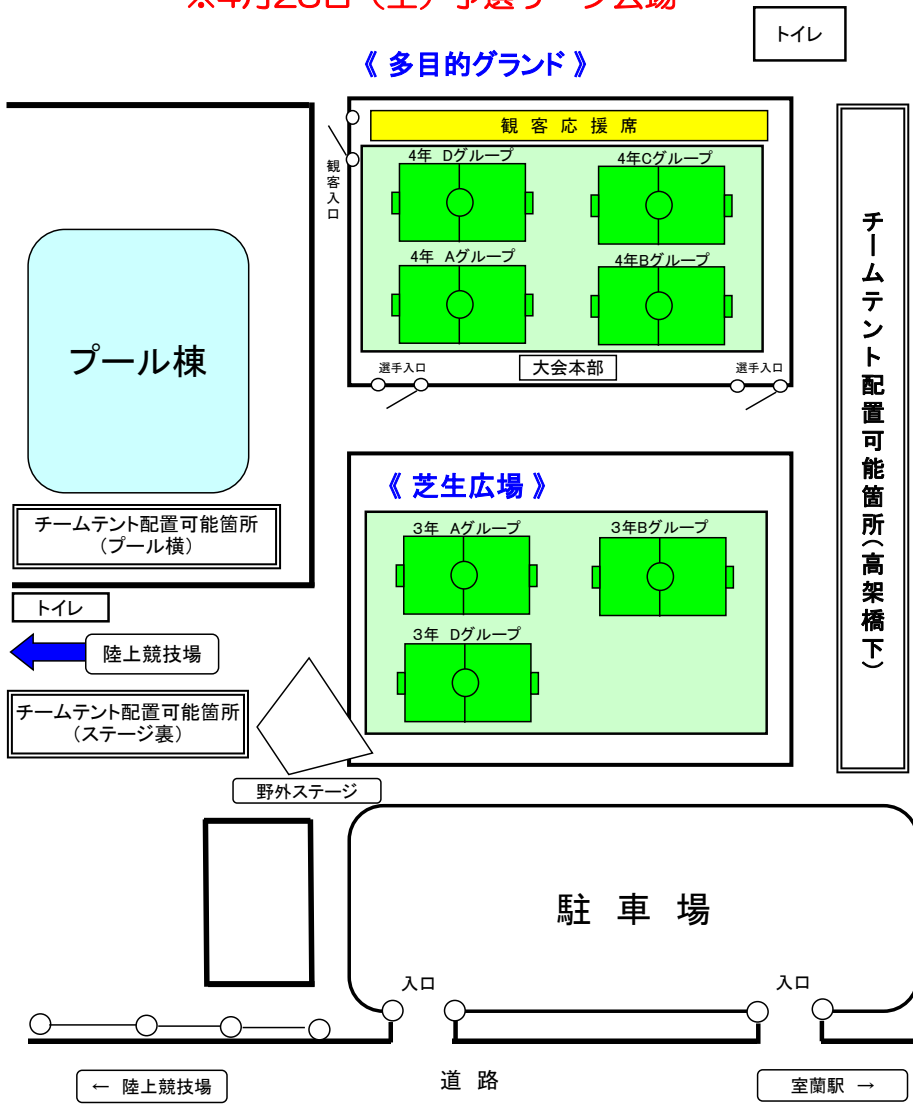 トイレ
《 多目的グランド 》
観 客 応 援 席
観客入口
4年 Dグループ
4年Cグループ
4年 Aグループ
4年Bグループ
選手入口
大会本部
選手入口
プール棟
チームテント配置可能箇所
（プール横）
チームテント配置可能箇所（高架橋下）
《 芝生広場 》
3年 Aグループ
3年Bグループ
3年 Dグループ
トイレ
陸上競技場
チームテント配置可能箇所
（ステージ裏）
野外ステージ
駐 車 場
入口
入口
← 陸上競技場
道 路
室蘭駅 →